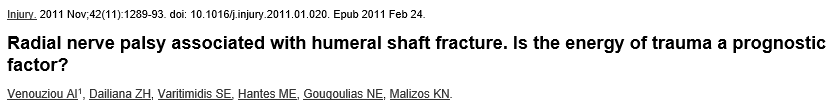 Injury. 2011 Nov;42(11):1289-93. doi: 10.1016/j.injury.2011.01.020. Epub 2011 Feb 24.
Radial nerve palsy associated with humeral shaft fracture. Is the energy of trauma a prognostic
factor?
Venouziou AI1, Dailiana ZH, Varitimidis SE, Hantes ME, Gougoulias NE, Malizos KN.